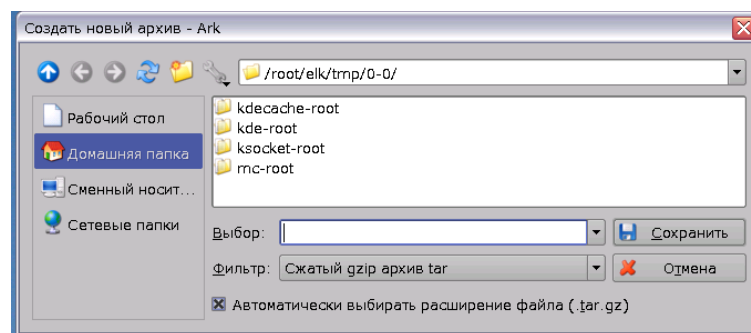 Создать новый архив - Ark
/root/elk/tmp/0-0/
Рабочий стол
Домашняя папка
Сменный носит...
Сетевые папки
kdecache-root
kde-root
ksocket-root
mc-root
Выбор:
Сохранить
Фильтр: Сжатый gzip архив tar
Отмена
Автоматически выбирать расширение файла (.tar.gz)